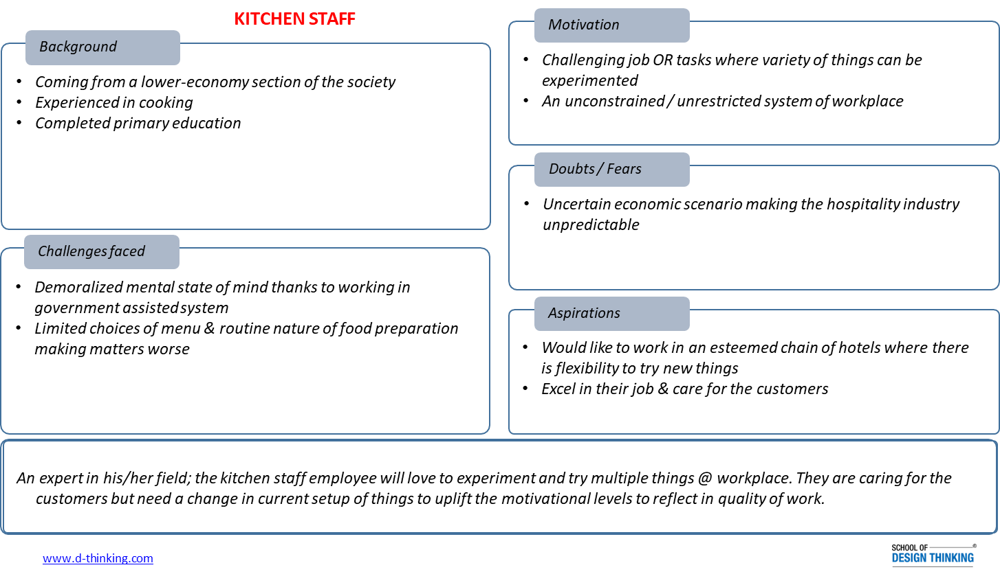 KITCHEN STAFF
Background
• Coming from a lower-economy section of the society
• Experienced in cooking
• Completed primary education
Challenges faced
• Demoralized mental state of mind thanks to working in
government assisted system
• Limited choices of menu & routine nature of food preparation
making matters worse
Motivation
• Challenging job OR tasks where variety of things can be
experimented
• An unconstrained / unrestricted system of workplace
Doubts / Fears
• Uncertain economic scenario making the hospitality industry
unpredictable
Aspirations
• Would like to work in an esteemed chain of hotels where there
is flexibility to try new things
• Excel in their job & care for the customers
An expert in his/her field; the kitchen staff employee will love to experiment and try multiple things @ workplace. They are caring for the
customers but need a change in current setup of things to uplift the motivational levels to reflect in quality of work.
www.d-thinking.com
SCHOOL OF ®
DESIGN THINKING